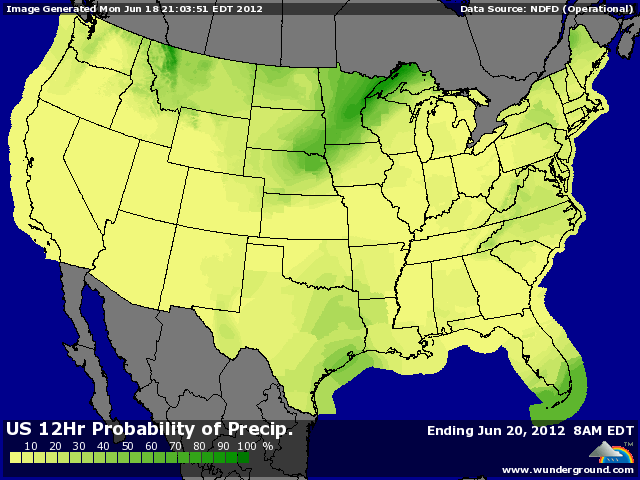 Image Generated Mon Jun 18 21:03:51 EDT 2012
Data Source: NDFD (Operational)
US 12Hr Probability of Precip.
Ending Jun 20, 2012 8AM EDT
10 20 30 40 50 60 70 80 90 100 %
TM
www.wunderground.com